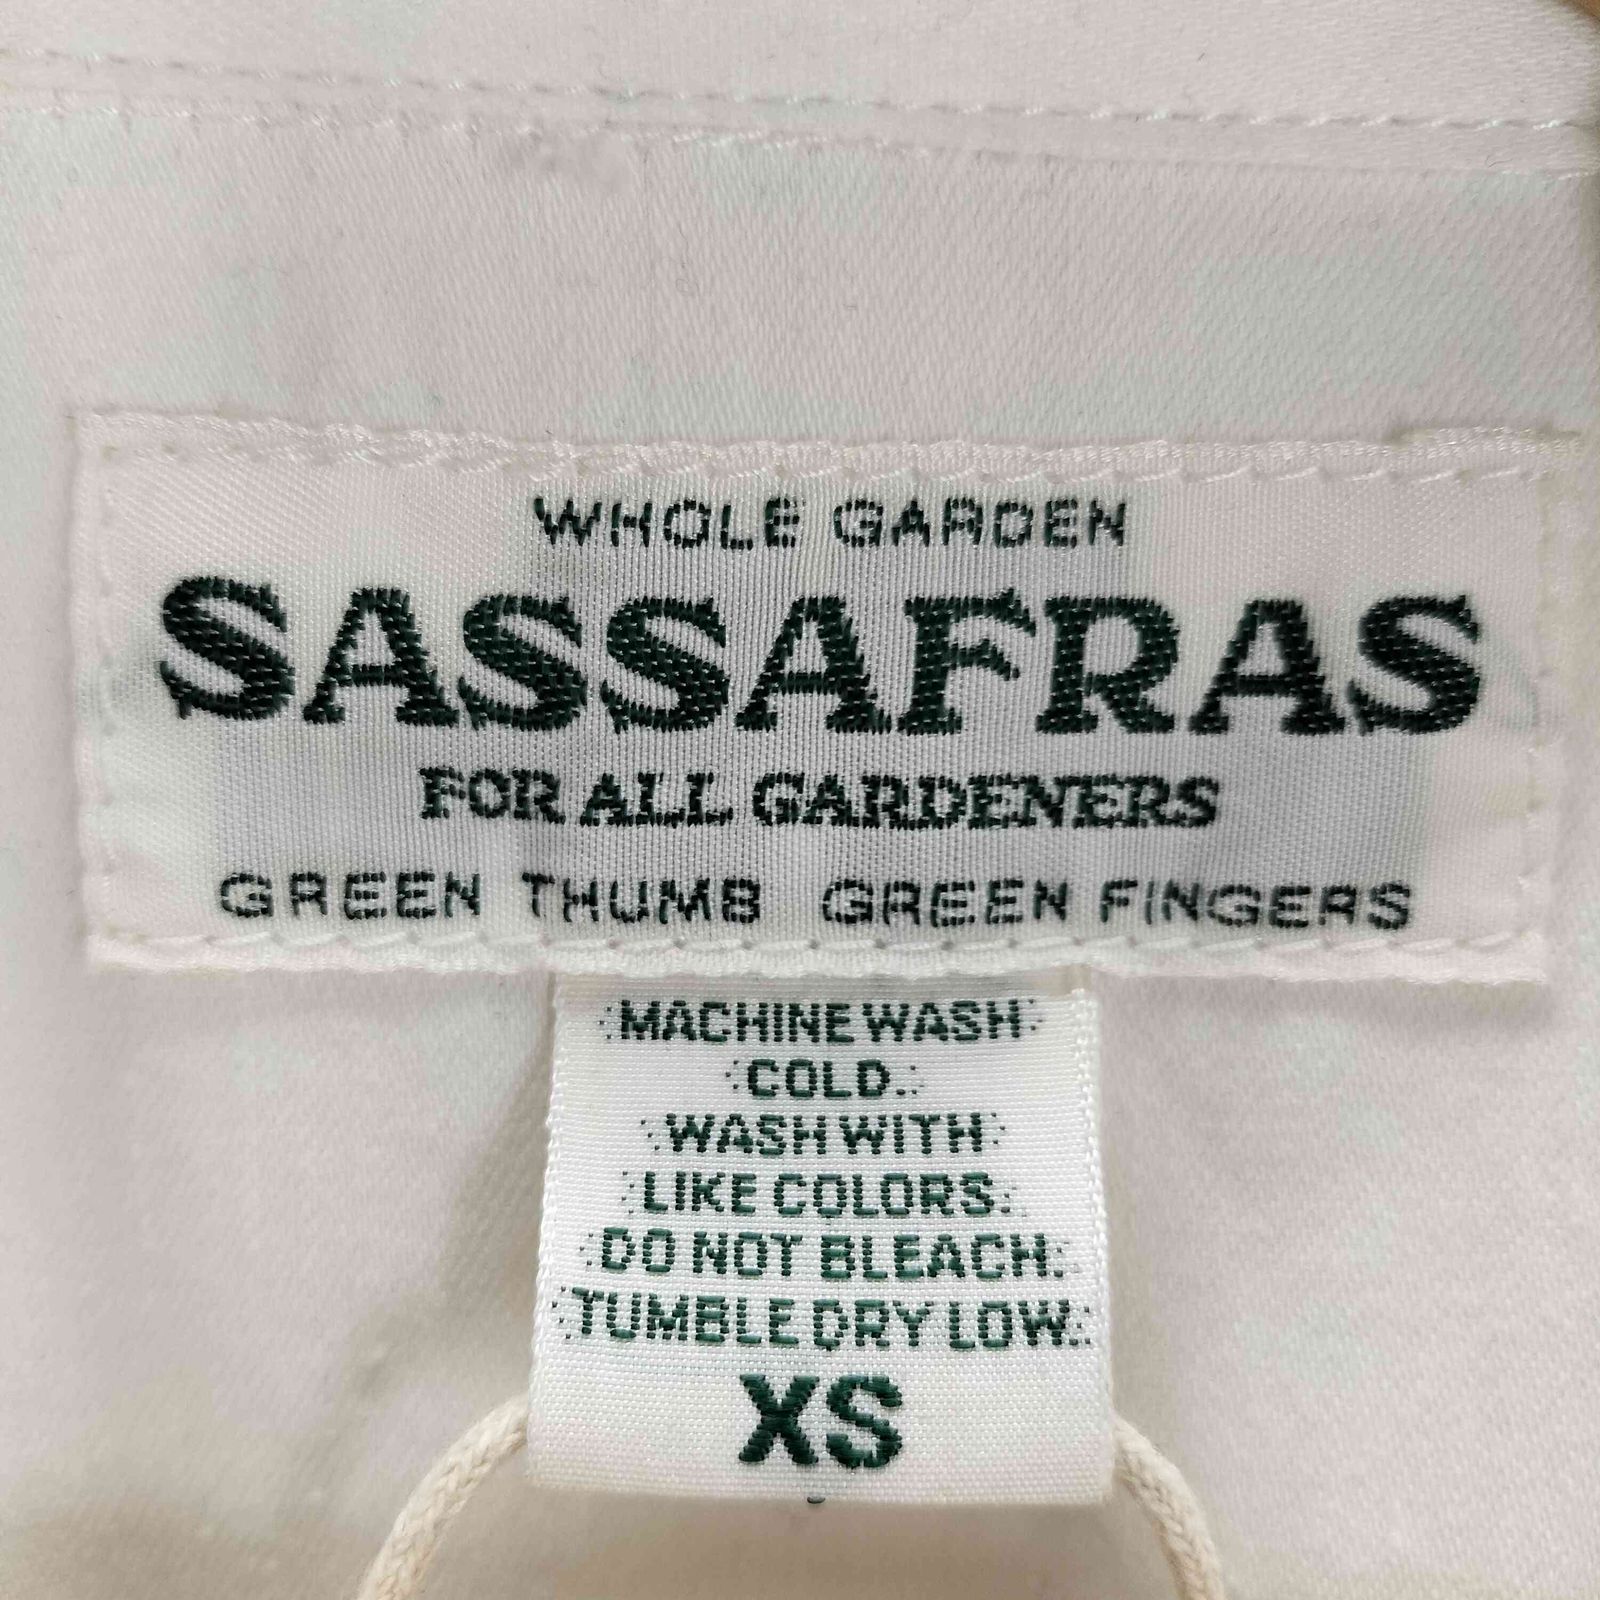 WHOLE GARDEN
SASSAFRAS
FOR ALL GARDENERS
GREEN THUMB GREEN FINGERS
MACHINE WASH
COLD.
WASH WITH
LIKE COLORS.
DO NOT BLEACH.
TUMBLE DRY LOW.
XS